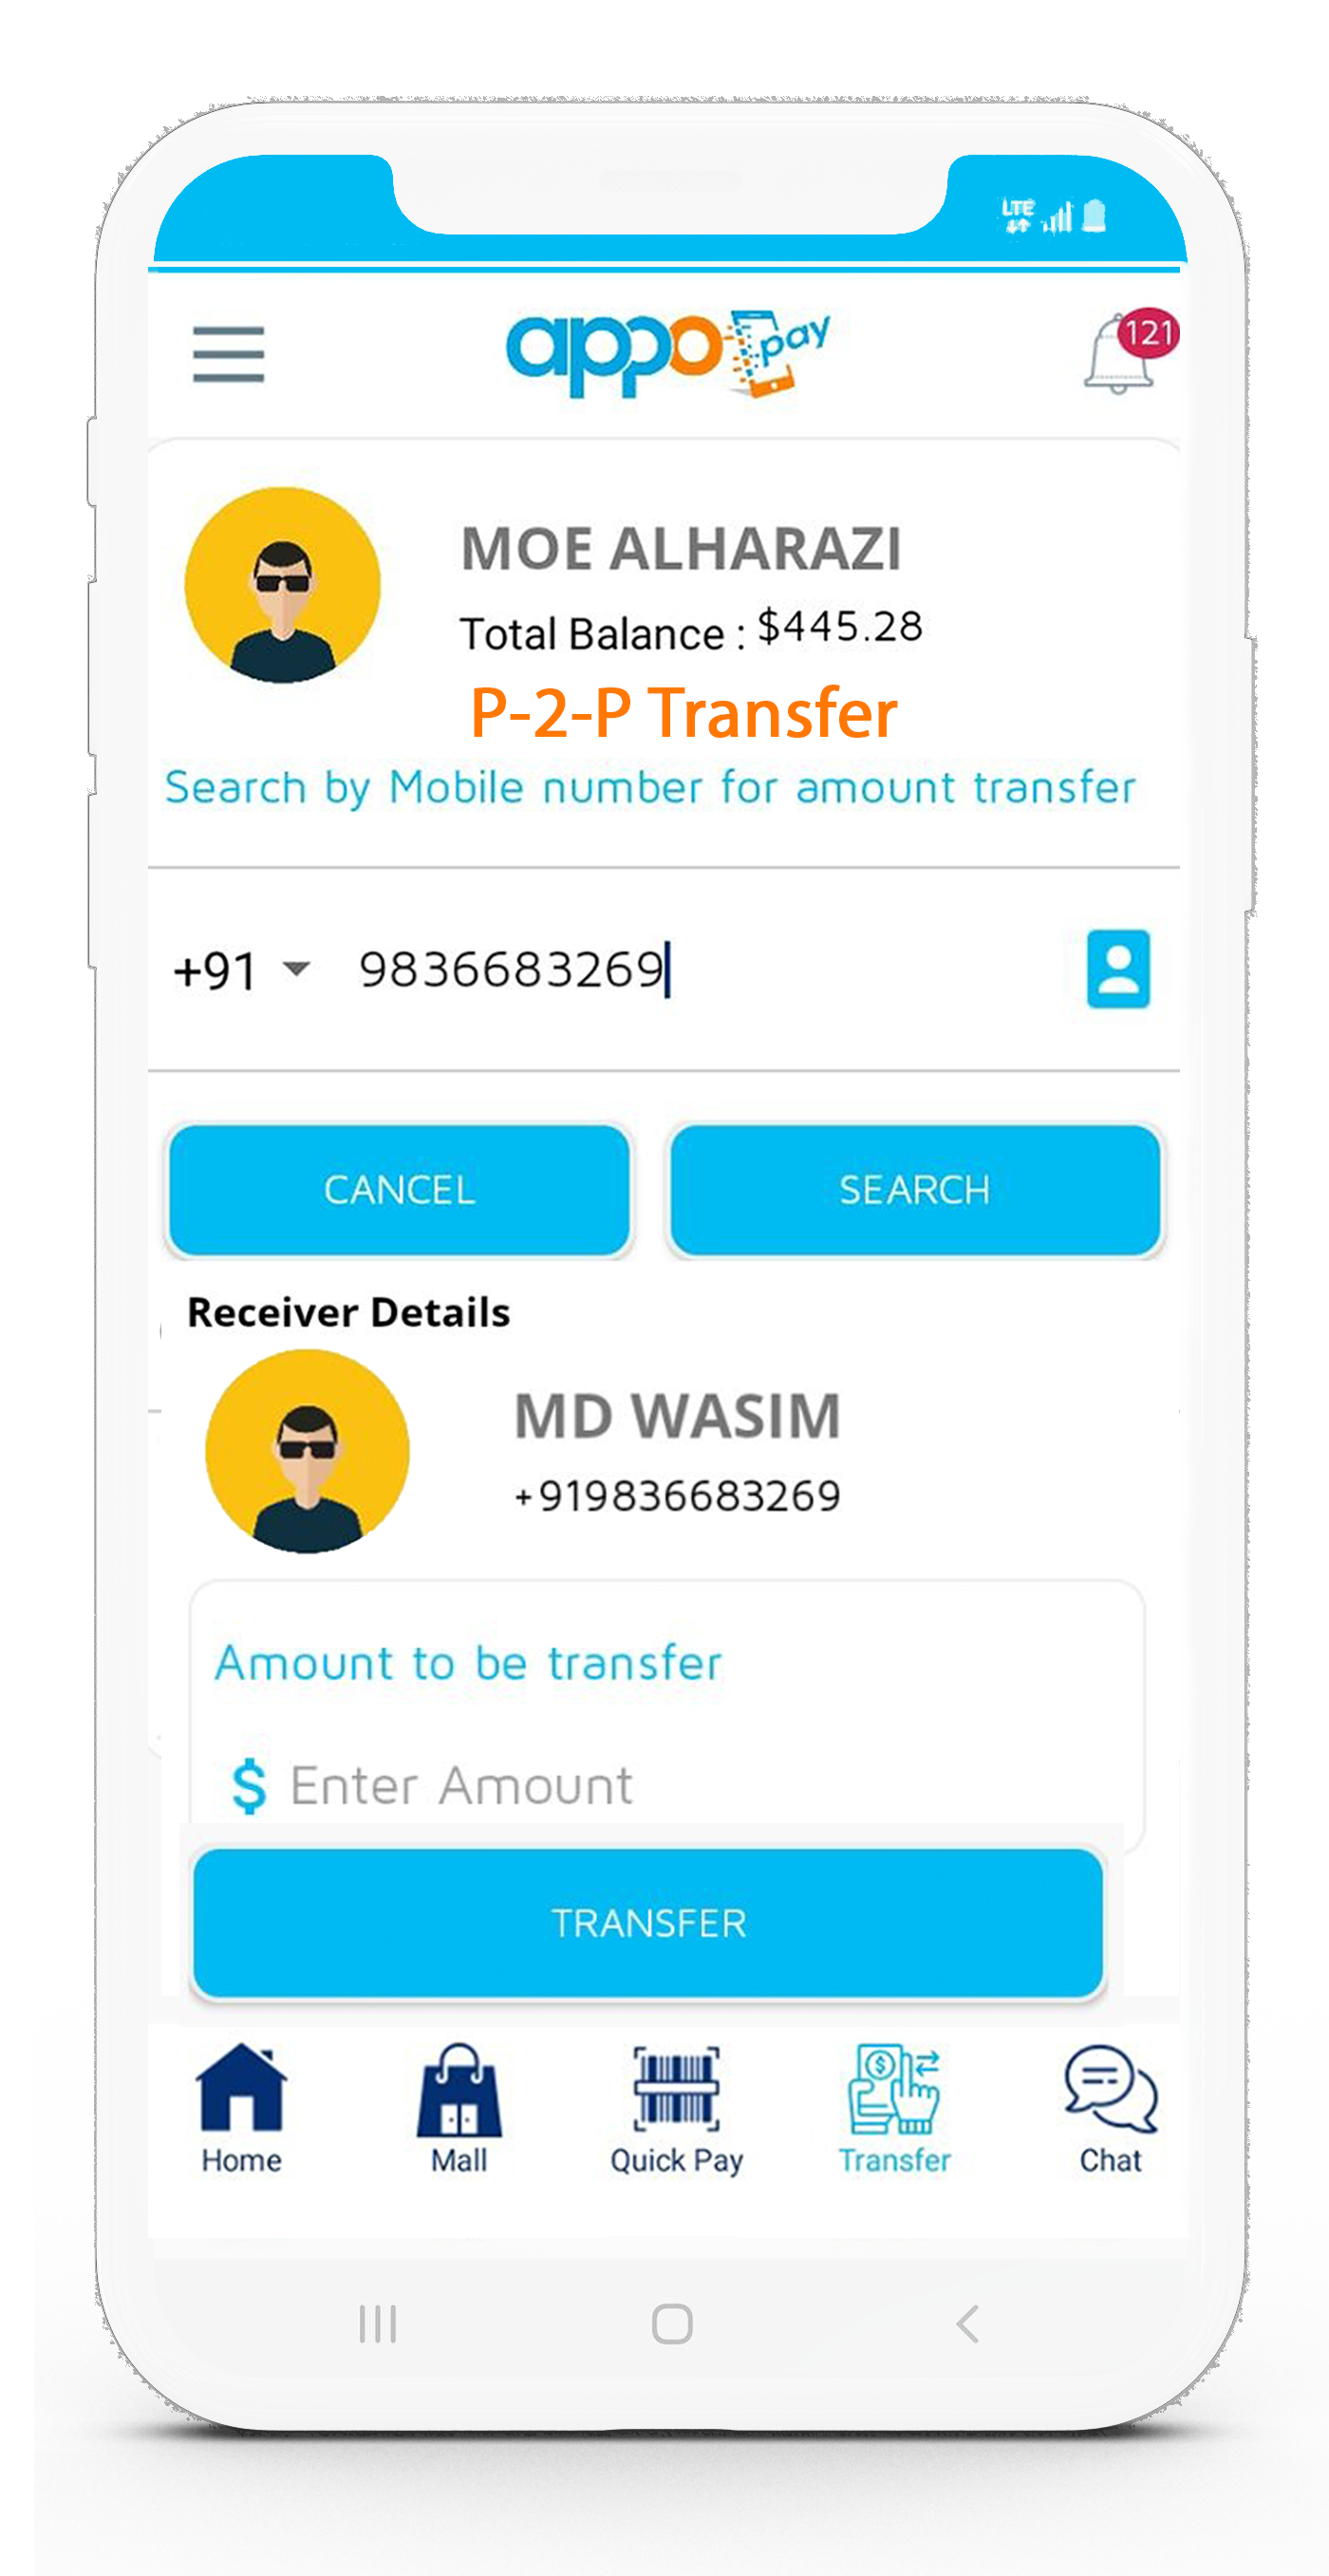 LTE
appo pay
121
MOE ALHARAZI
Total Balance : $445.28
P-2-P Transfer
Search by Mobile number for amount transfer
+91 9836683269
CANCEL SEARCH
Receiver Details
MD WASIM
+919836683269
Amount to be transfer
$ Enter Amount
TRANSFER
Home Mall Quick Pay Transfer Chat